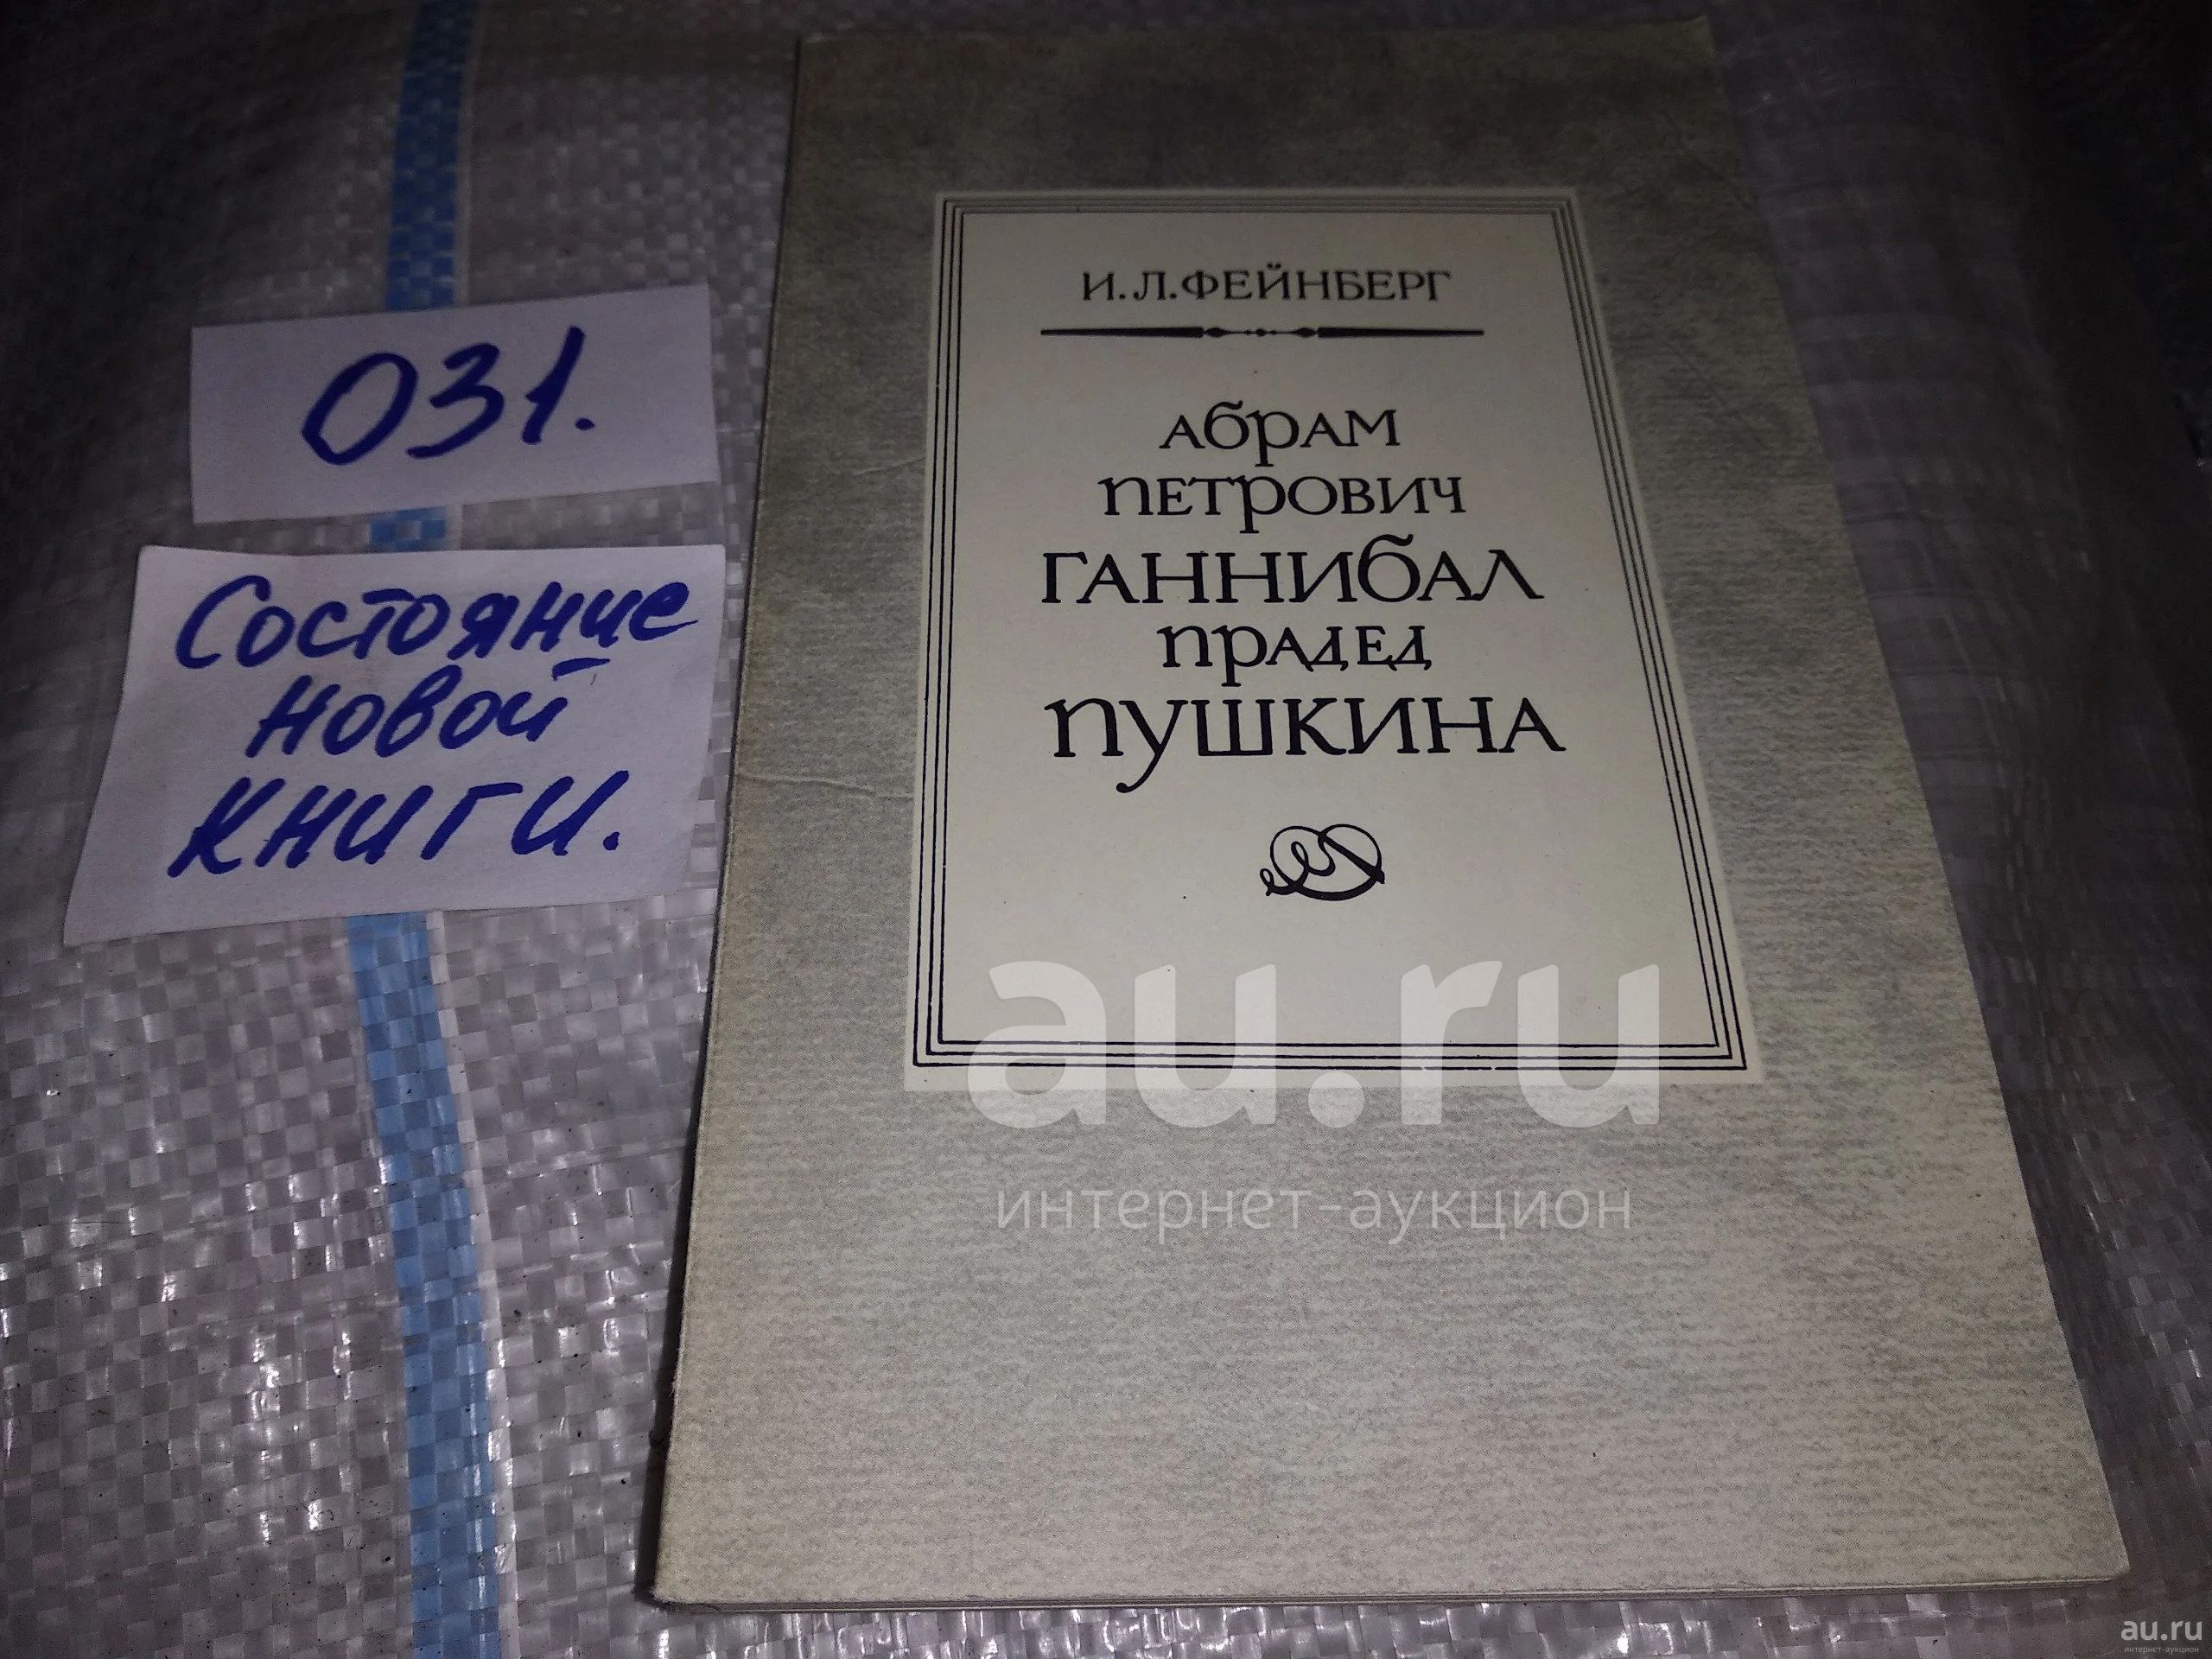 031.
Состояние
новой
книги.
И.Л.ФЕЙНБЕРГ
АБРАМ
ПЕТРОВИЧ
ГАННИБАЛ
ПРАДЕД
ПУШКИНА
au.ru
интернет-аукцион
au.ru
интернет-аукцион